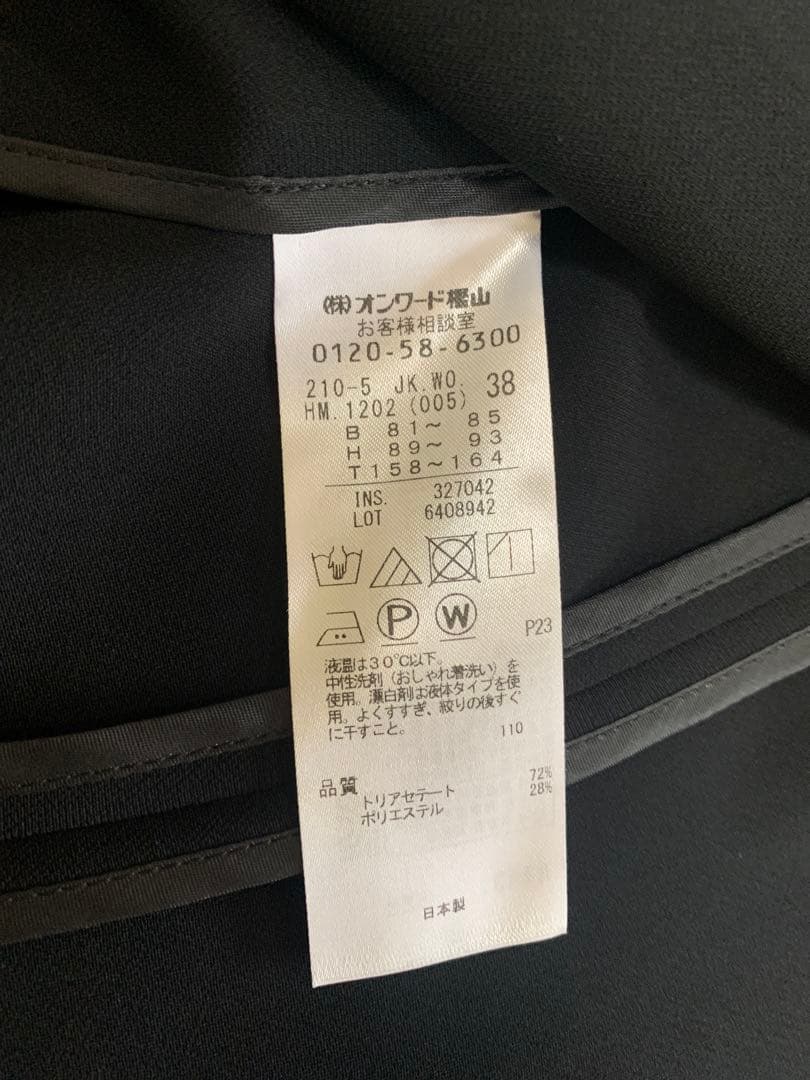 (株)オンワード樫山
お客様相談室
0120-58-6300
210-5 JK.WO. 38
HM.1202 (005)
B 81～ 85
H 89～ 93
T158～164
INS. 327042
LOT 6408942
P W
P23
液温は30℃以下。
中性洗剤(おしゃれ着洗い)を
使用。漂白剤は液体タイプを使
用。よくすすぎ、絞りの後すぐ
に干すこと。
110
品質
トリアセテート 72%
ポリエステル 28%
日本製